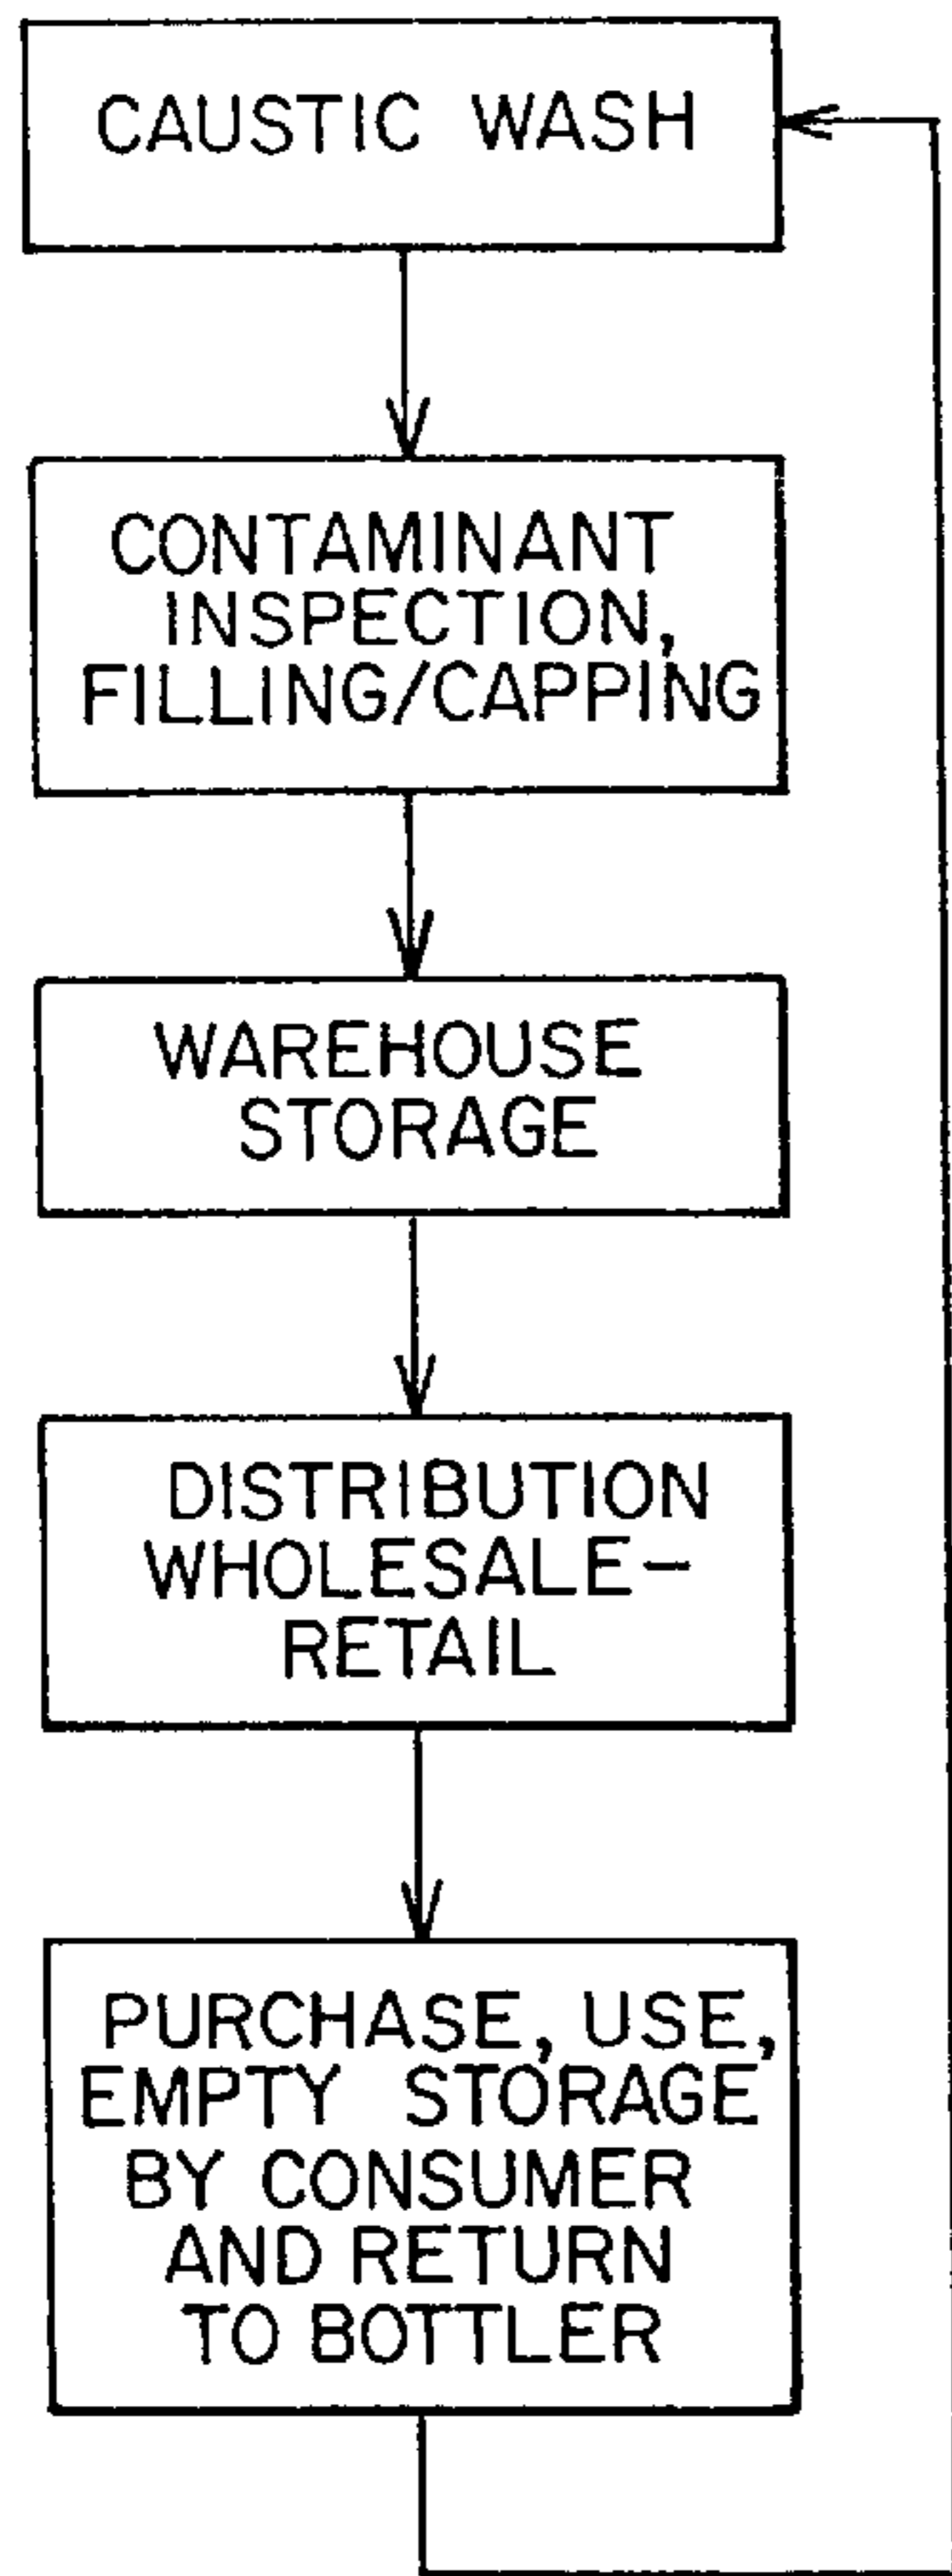 CAUSTIC WASH
CONTAMINANT
INSPECTION,
FILLING/CAPPING
WAREHOUSE
STORAGE
DISTRIBUTION
WHOLESALE-
RETAIL
PURCHASE, USE,
EMPTY STORAGE
BY CONSUMER
AND RETURN
TO BOTTLER